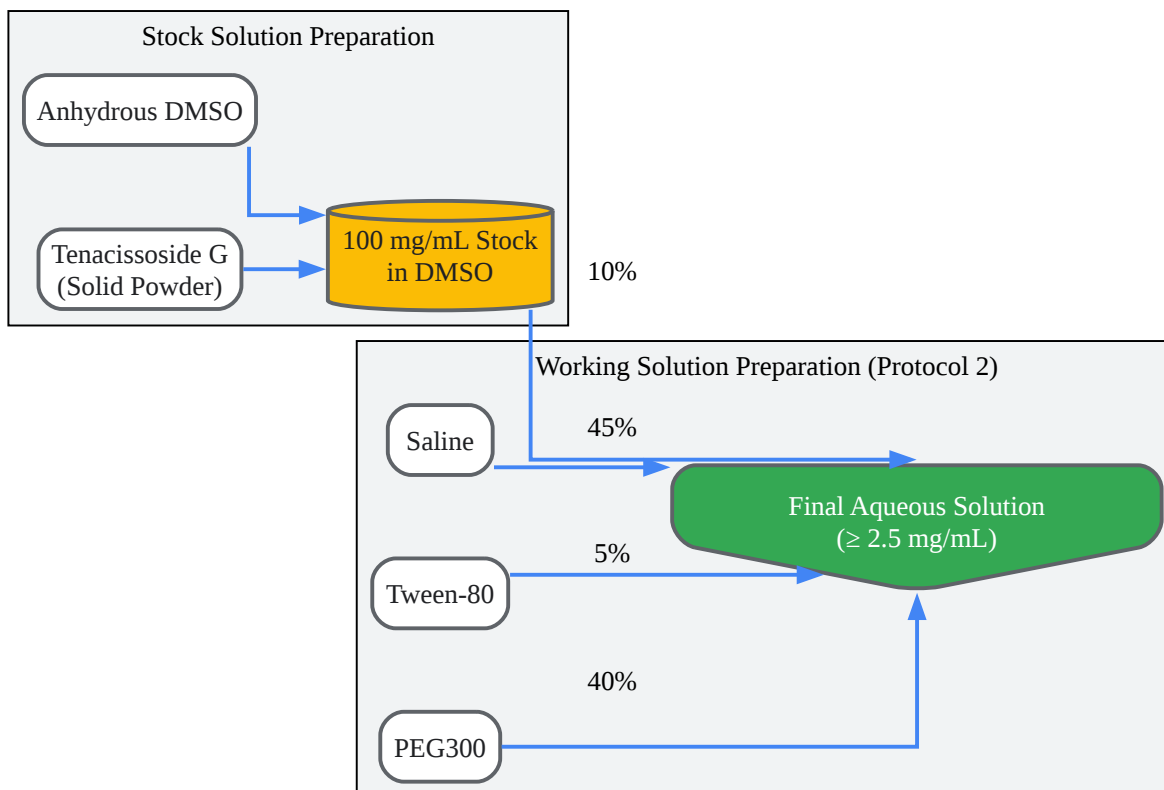 Stock Solution Preparation
Anhydrous DMSO
Tenacissoside G
(Solid Powder)
100 mg/mL Stock
in DMSO
10%
Working Solution Preparation (Protocol 2)
Saline
45%
Final Aqueous Solution
(≥ 2.5 mg/mL)
5%
Tween-80
40%
PEG300